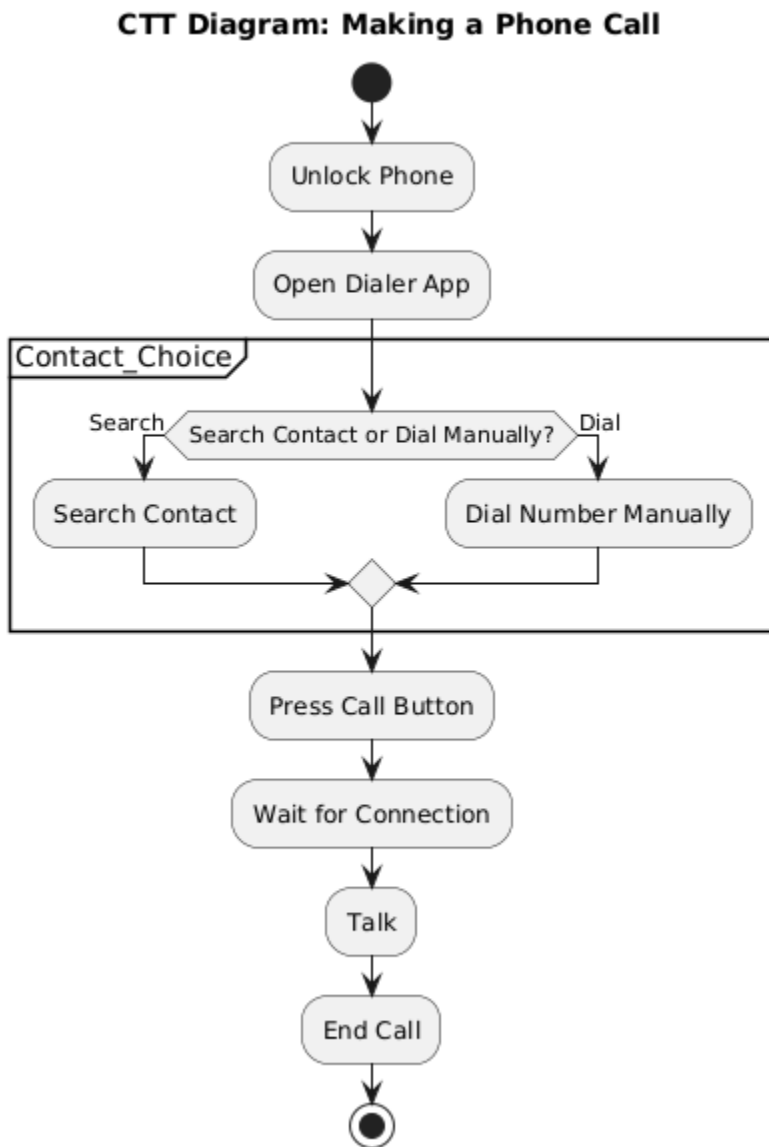 CTT Diagram: Making a Phone Call
Unlock Phone
Open Dialer App
Contact_Choice
Search
Search Contact or Dial Manually?
Dial
Search Contact
Dial Number Manually
Press Call Button
Wait for Connection
Talk
End Call